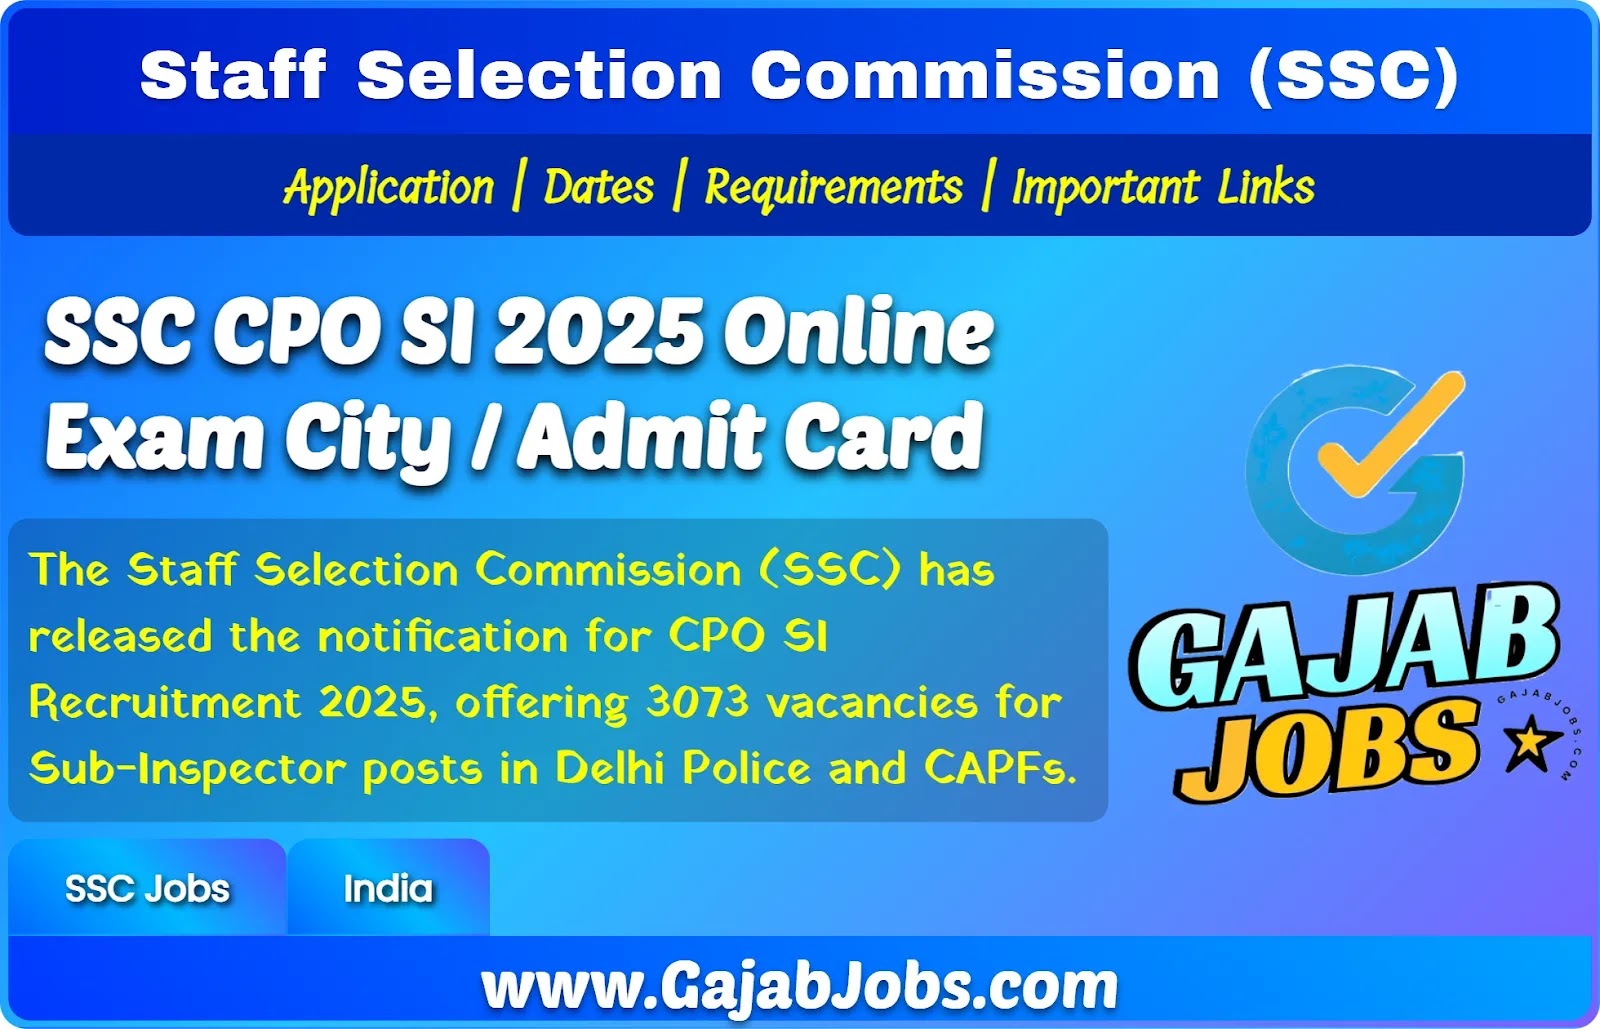 Staff Selection Commission (SSC)
Application | Dates | Requirements | Important Links
SSC CPO SI 2025 Online
Exam City / Admit Card
The Staff Selection Commission (SSC) has
released the notification for CPO SI
Recruitment 2025, offering 3073 vacancies for
Sub-Inspector posts in Delhi Police and CAPFs.
GAJAB
JOBS
GAJABJOBS.COM
SSC Jobs
India
www.GajabJobs.com